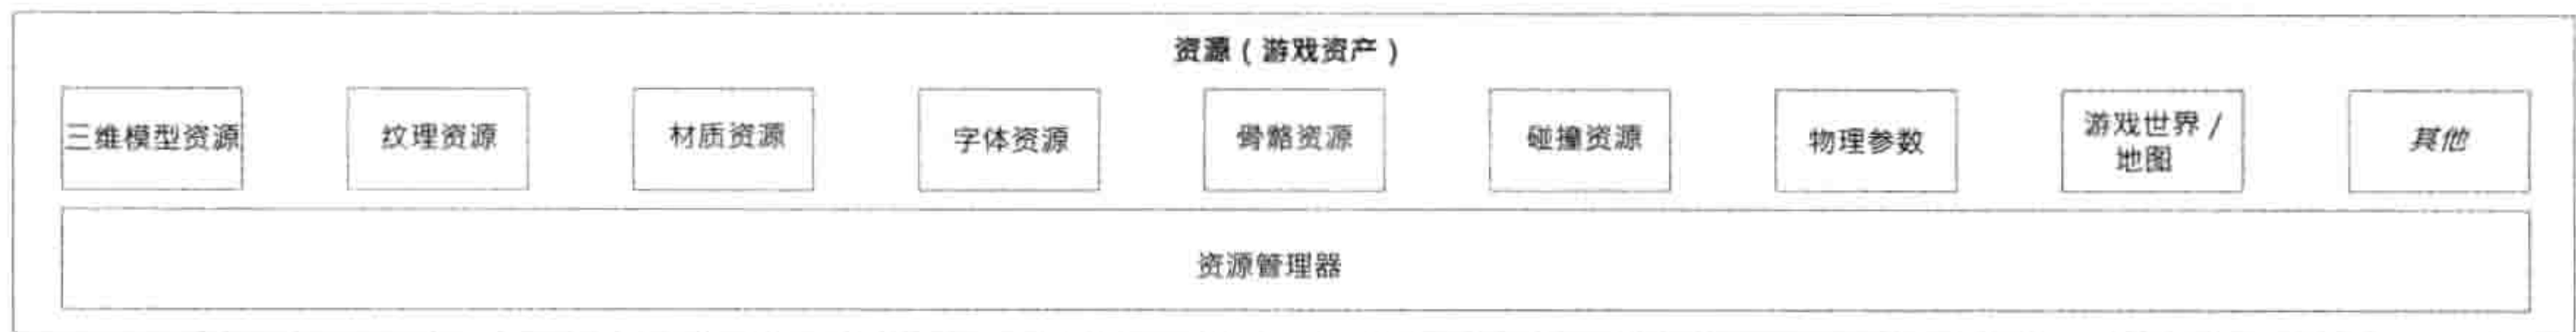 资源（游戏资产）
三维模型资源
纹理资源
材质资源
字体资源
骨骼资源
碰撞资源
物理参数
游戏世界/
地图
其他
资源管理器